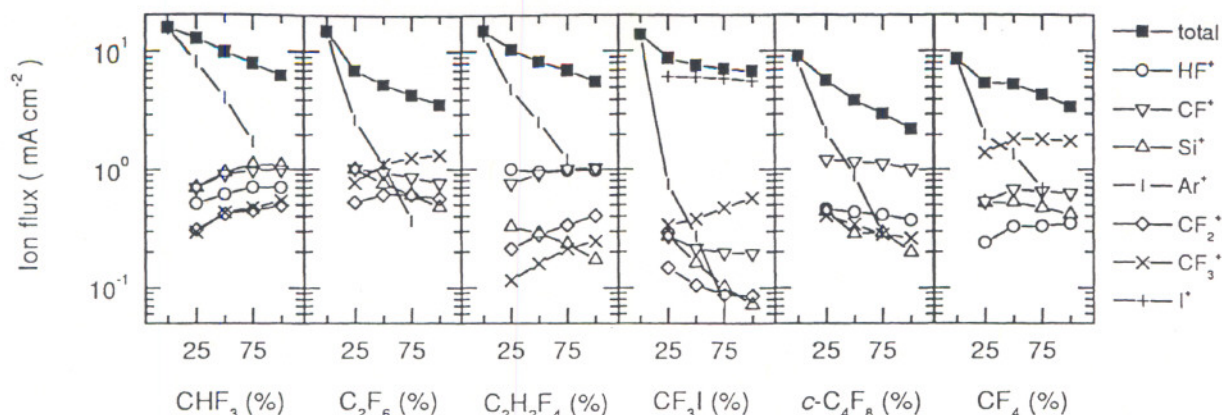 Ion flux ( mA cm⁻²)
10¹
10⁰
10⁻¹
25 75
25 75
25 75
25 75
25 75
25 75
CHF₃ (%)
C₂F₆ (%)
C₂H₂F₄ (%)
CF₃I (%)
c-C₄F₈ (%)
CF₄ (%)
total
HF⁺
CF⁺
Si⁺
Ar⁺
CF₂⁺
CF₃⁺
I⁺